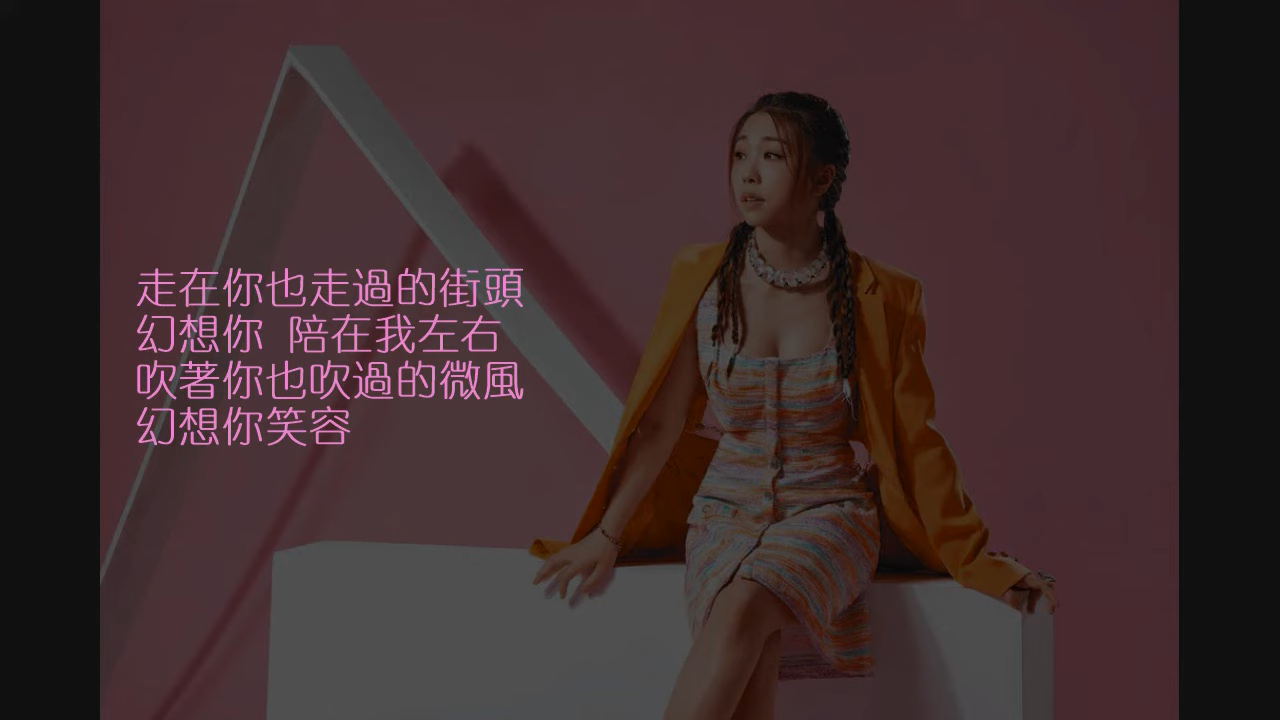 走在你也走過的街頭
幻想你 陪在我左右
吹著你也吹過的微風
幻想你笑容